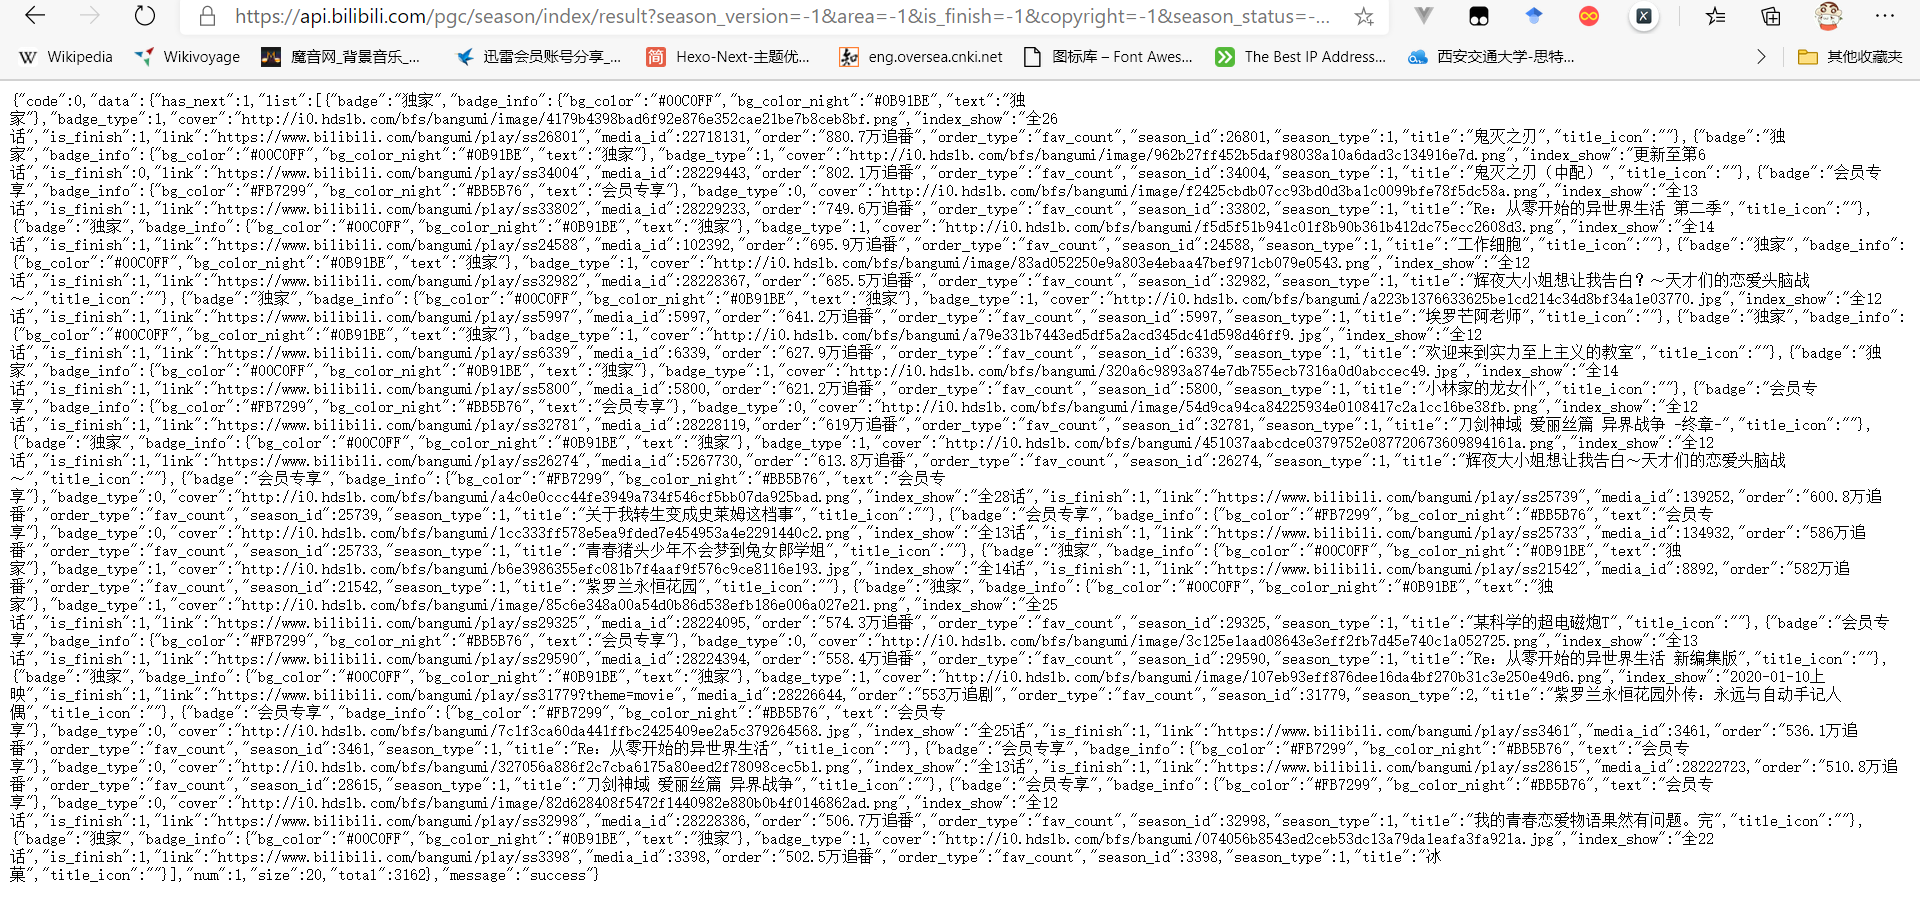 https://api.bilibili.com/pgc/season/index/result?season_version=-1&area=-1&is_finish=-1&copyright=-1&season_status=-...
W Wikipedia Wikivoyage 魔音网_背景音乐_... 迅雷会员账号分享_... 简 Hexo-Next-主题优... 知 eng.oversea.cnki.net 图标库 – Font Awes... The Best IP Address... 西安交通大学-思特... 其他收藏夹
{"code":0,"data":{"has_next":1,"list":[{"badge":"独家","badge_info":{"bg_color":"#00C0FF","bg_color_night":"#0B91BE","text":"独
家"},"badge_type":1,"cover":"http://i0.hdslb.com/bfs/bangumi/image/4179b4398bad6f92e876e352cae21be7b8ceb8bf.png","index_show":"全26
话","is_finish":1,"link":"https://www.bilibili.com/bangumi/play/ss26801","media_id":22718131,"order":"880.7万追番","order_type":"fav_count","season_id":26801,"season_type":1,"title":"鬼灭之刃","title_icon":""},{"badge":"独
家","badge_info":{"bg_color":"#00C0FF","bg_color_night":"#0B91BE","text":"独家"},"badge_type":1,"cover":"http://i0.hdslb.com/bfs/bangumi/image/962b27ff452b5daf98038a10a6dad3c134916e7d.png","index_show":"更新至第6
话","is_finish":0,"link":"https://www.bilibili.com/bangumi/play/ss34004","media_id":28229443,"order":"802.1万追番","order_type":"fav_count","season_id":34004,"season_type":1,"title":"鬼灭之刃（中配）","title_icon":""},{"badge":"会员专
享","badge_info":{"bg_color":"#FB7299","bg_color_night":"#BB5B76","text":"会员专享"},"badge_type":0,"cover":"http://i0.hdslb.com/bfs/bangumi/image/f2425cbdb07cc93bd0d3ba1c0099bfe78f5dc58a.png","index_show":"全13
话","is_finish":1,"link":"https://www.bilibili.com/bangumi/play/ss33802","media_id":28229233,"order":"749.6万追番","order_type":"fav_count","season_id":33802,"season_type":1,"title":"Re：从零开始的异世界生活 第二季","title_icon":""},
{"badge":"独家","badge_info":{"bg_color":"#00C0FF","bg_color_night":"#0B91BE","text":"独家"},"badge_type":1,"cover":"http://i0.hdslb.com/bfs/bangumi/f5d5f51b941c01f8b90b361b412dc75ecc2608d3.png","index_show":"全14
话","is_finish":1,"link":"https://www.bilibili.com/bangumi/play/ss24588","media_id":102392,"order":"695.9万追番","order_type":"fav_count","season_id":24588,"season_type":1,"title":"工作细胞","title_icon":""},{"badge":"独家","badge_info":
{"bg_color":"#00C0FF","bg_color_night":"#0B91BE","text":"独家"},"badge_type":1,"cover":"http://i0.hdslb.com/bfs/bangumi/image/83ad052250e9a803e4ebaa47bef971cb079e0543.png","index_show":"全12
话","is_finish":1,"link":"https://www.bilibili.com/bangumi/play/ss32982","media_id":28228367,"order":"685.5万追番","order_type":"fav_count","season_id":32982,"season_type":1,"title":"辉夜大小姐想让我告白？～天才们的恋爱头脑战
～","title_icon":""},{"badge":"独家","badge_info":{"bg_color":"#00C0FF","bg_color_night":"#0B91BE","text":"独家"},"badge_type":1,"cover":"http://i0.hdslb.com/bfs/bangumi/a223b1376633625be1cd214c34d8bf34a1e03770.jpg","index_show":"全12
话","is_finish":1,"link":"https://www.bilibili.com/bangumi/play/ss5997","media_id":5997,"order":"641.2万追番","order_type":"fav_count","season_id":5997,"season_type":1,"title":"埃罗芒阿老师","title_icon":""},{"badge":"独家","badge_info":
{"bg_color":"#00C0FF","bg_color_night":"#0B91BE","text":"独家"},"badge_type":1,"cover":"http://i0.hdslb.com/bfs/bangumi/a79e331b7443ed5df5a2acd345dc41d598d46ff9.jpg","index_show":"全12
话","is_finish":1,"link":"https://www.bilibili.com/bangumi/play/ss6339","media_id":6339,"order":"627.9万追番","order_type":"fav_count","season_id":6339,"season_type":1,"title":"欢迎来到实力至上主义的教室","title_icon":""},{"badge":"独
家","badge_info":{"bg_color":"#00C0FF","bg_color_night":"#0B91BE","text":"独家"},"badge_type":1,"cover":"http://i0.hdslb.com/bfs/bangumi/320a6c9893a874e7db755ecb7316a0d0abccec49.jpg","index_show":"全14
话","is_finish":1,"link":"https://www.bilibili.com/bangumi/play/ss5800","media_id":5800,"order":"621.2万追番","order_type":"fav_count","season_id":5800,"season_type":1,"title":"小林家的龙女仆","title_icon":""},{"badge":"会员专
享","badge_info":{"bg_color":"#FB7299","bg_color_night":"#BB5B76","text":"会员专享"},"badge_type":0,"cover":"http://i0.hdslb.com/bfs/bangumi/image/54d9ca94ca84225934e0108417c2a1cc16be38fb.png","index_show":"全12
话","is_finish":1,"link":"https://www.bilibili.com/bangumi/play/ss32781","media_id":28228119,"order":"619万追番","order_type":"fav_count","season_id":32781,"season_type":1,"title":"刀剑神域 爱丽丝篇 异界战争 -终章-","title_icon":""},
{"badge":"独家","badge_info":{"bg_color":"#00C0FF","bg_color_night":"#0B91BE","text":"独家"},"badge_type":1,"cover":"http://i0.hdslb.com/bfs/bangumi/451037aabcdce0379752e087720673609894161a.png","index_show":"全12
话","is_finish":1,"link":"https://www.bilibili.com/bangumi/play/ss26274","media_id":5267730,"order":"613.8万追番","order_type":"fav_count","season_id":26274,"season_type":1,"title":"辉夜大小姐想让我告白～天才们的恋爱头脑战
～","title_icon":""},{"badge":"会员专享","badge_info":{"bg_color":"#FB7299","bg_color_night":"#BB5B76","text":"会员专
享"},"badge_type":0,"cover":"http://i0.hdslb.com/bfs/bangumi/a4c0e0ccc44fe3949a734f546cf5bb07da925bad.png","index_show":"全28话","is_finish":1,"link":"https://www.bilibili.com/bangumi/play/ss25739","media_id":139252,"order":"600.8万追
番","order_type":"fav_count","season_id":25739,"season_type":1,"title":"关于我转生变成史莱姆这档事","title_icon":""},{"badge":"会员专享","badge_info":{"bg_color":"#FB7299","bg_color_night":"#BB5B76","text":"会员专
享"},"badge_type":0,"cover":"http://i0.hdslb.com/bfs/bangumi/1cc333ff578e5ea9fded7e454953a4e2291440c2.png","index_show":"全13话","is_finish":1,"link":"https://www.bilibili.com/bangumi/play/ss25733","media_id":134932,"order":"586万追
番","order_type":"fav_count","season_id":25733,"season_type":1,"title":"青春猪头少年不会梦到兔女郎学姐","title_icon":""},{"badge":"独家","badge_info":{"bg_color":"#00C0FF","bg_color_night":"#0B91BE","text":"独
家"},"badge_type":1,"cover":"http://i0.hdslb.com/bfs/bangumi/b6e3986355efc081b7f4aaf9f576c9ce8116e193.jpg","index_show":"全14话","is_finish":1,"link":"https://www.bilibili.com/bangumi/play/ss21542","media_id":8892,"order":"582万追
番","order_type":"fav_count","season_id":21542,"season_type":1,"title":"紫罗兰永恒花园","title_icon":""},{"badge":"独家","badge_info":{"bg_color":"#00C0FF","bg_color_night":"#0B91BE","text":"独
家"},"badge_type":1,"cover":"http://i0.hdslb.com/bfs/bangumi/image/85c6e348a00a54d0b86d538efb186e006a027e21.png","index_show":"全25
话","is_finish":1,"link":"https://www.bilibili.com/bangumi/play/ss29325","media_id":28224095,"order":"574.3万追番","order_type":"fav_count","season_id":29325,"season_type":1,"title":"某科学的超电磁炮T","title_icon":""},{"badge":"会员专
享","badge_info":{"bg_color":"#FB7299","bg_color_night":"#BB5B76","text":"会员专享"},"badge_type":0,"cover":"http://i0.hdslb.com/bfs/bangumi/image/3c125e1aad08643e3eff2fb7d45e740c1a052725.png","index_show":"全13
话","is_finish":1,"link":"https://www.bilibili.com/bangumi/play/ss29590","media_id":28224394,"order":"558.4万追番","order_type":"fav_count","season_id":29590,"season_type":1,"title":"Re：从零开始的异世界生活 新编集版","title_icon":""},
{"badge":"独家","badge_info":{"bg_color":"#00C0FF","bg_color_night":"#0B91BE","text":"独家"},"badge_type":1,"cover":"http://i0.hdslb.com/bfs/bangumi/image/107eb93eff876dee16da4bf270b31c3e250e49d6.png","index_show":"2020-01-10上
映","is_finish":1,"link":"https://www.bilibili.com/bangumi/play/ss31779?theme=movie","media_id":28226644,"order":"553万追剧","order_type":"fav_count","season_id":31779,"season_type":2,"title":"紫罗兰永恒花园外传：永远与自动手记人
偶","title_icon":""},{"badge":"会员专享","badge_info":{"bg_color":"#FB7299","bg_color_night":"#BB5B76","text":"会员专
享"},"badge_type":0,"cover":"http://i0.hdslb.com/bfs/bangumi/7c1f3ca60da441ffbc2425409ee2a5c379264568.jpg","index_show":"全25话","is_finish":1,"link":"https://www.bilibili.com/bangumi/play/ss3461","media_id":3461,"order":"536.1万追
番","order_type":"fav_count","season_id":3461,"season_type":1,"title":"Re：从零开始的异世界生活","title_icon":""},{"badge":"会员专享","badge_info":{"bg_color":"#FB7299","bg_color_night":"#BB5B76","text":"会员专
享"},"badge_type":0,"cover":"http://i0.hdslb.com/bfs/bangumi/327056a886f2c7cba6175a80eed2f78098cec5b1.png","index_show":"全13话","is_finish":1,"link":"https://www.bilibili.com/bangumi/play/ss28615","media_id":28222723,"order":"510.8万追
番","order_type":"fav_count","season_id":28615,"season_type":1,"title":"刀剑神域 爱丽丝篇 异界战争","title_icon":""},{"badge":"会员专享","badge_info":{"bg_color":"#FB7299","bg_color_night":"#BB5B76","text":"会员专
享"},"badge_type":0,"cover":"http://i0.hdslb.com/bfs/bangumi/image/82d628408f5472f1440982e880b0b4f0146862ad.png","index_show":"全12
话","is_finish":1,"link":"https://www.bilibili.com/bangumi/play/ss32998","media_id":28228386,"order":"506.7万追番","order_type":"fav_count","season_id":32998,"season_type":1,"title":"我的青春恋爱物语果然有问题。完","title_icon":""},
{"badge":"独家","badge_info":{"bg_color":"#00C0FF","bg_color_night":"#0B91BE","text":"独家"},"badge_type":1,"cover":"http://i0.hdslb.com/bfs/bangumi/074056b8543ed2ceb53dc13a79da1eafa3fa921a.jpg","index_show":"全22
话","is_finish":1,"link":"https://www.bilibili.com/bangumi/play/ss3398","media_id":3398,"order":"502.5万追番","order_type":"fav_count","season_id":3398,"season_type":1,"title":"冰
菓","title_icon":""}],"num":1,"size":20,"total":3162},"message":"success"}